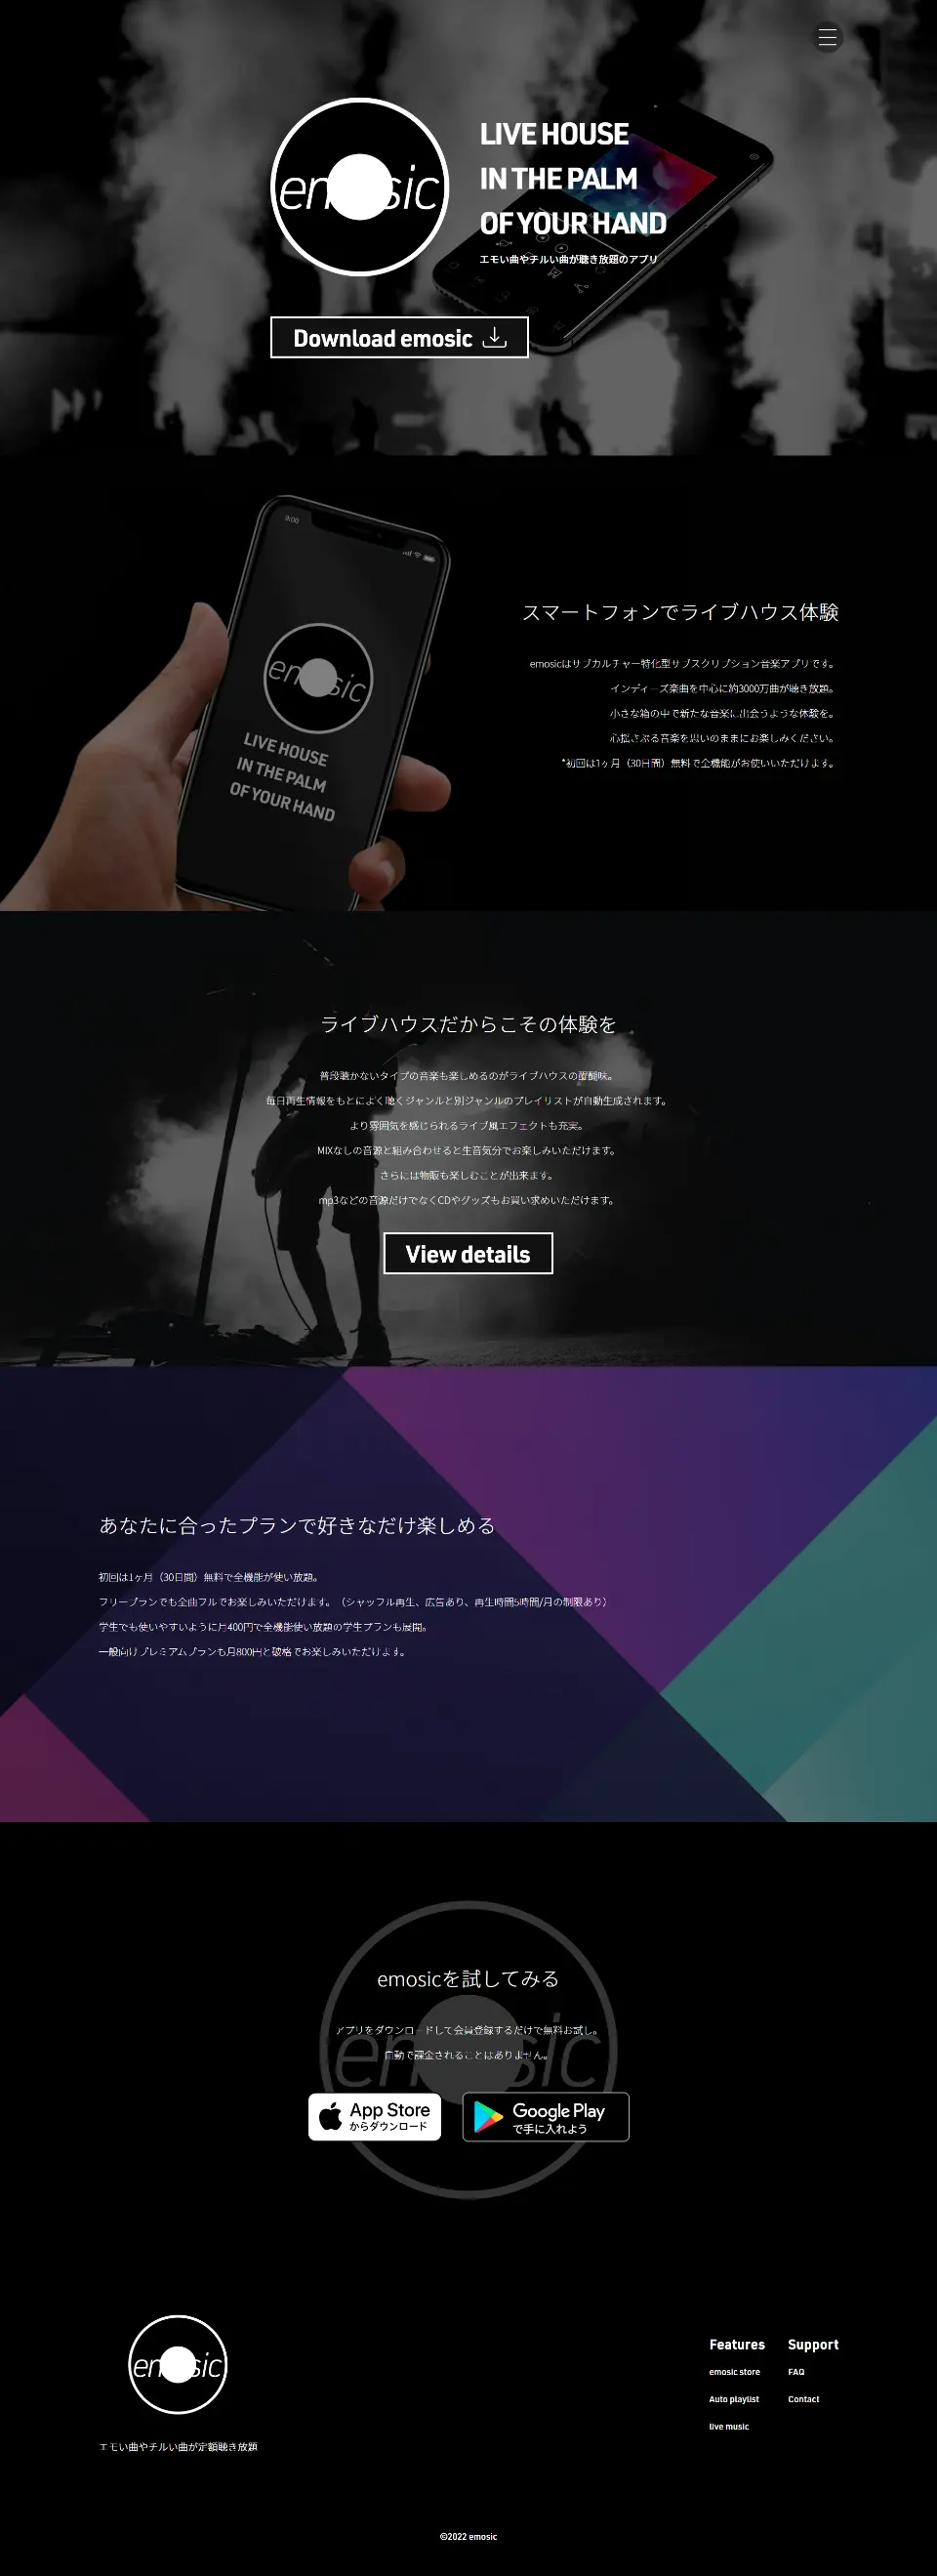 emosic
LIVE HOUSE
IN THE PALM
OF YOUR HAND
エモい曲やチルい曲が聴き放題のアプリ
Download emosic
9:00
emosic
LIVE HOUSE
IN THE PALM
OF YOUR HAND
スマートフォンでライブハウス体験
emosicはサブカルチャー特化型サブスクリプション音楽アプリです。
インディーズ楽曲を中心に約3000万曲が聴き放題。
小さな箱の中で新たな音楽に出会うような体験を。
心揺さぶる音楽を思いのままにお楽しみください。
*初回は1ヶ月（30日間）無料で全機能がお使いいただけます。
ライブハウスだからこその体験を
普段聴かないタイプの音楽も楽しめるのがライブハウスの醍醐味。
毎日再生情報をもとによく聴くジャンルと別ジャンルのプレイリストが自動生成されます。
より雰囲気を感じられるライブ風エフェクトも充実。
MIXなしの音源と組み合わせると生音気分でお楽しみいただけます。
さらには物販も楽しむことが出来ます。
mp3などの音源だけでなくCDやグッズもお買い求めいただけます。
View details
あなたに合ったプランで好きなだけ楽しめる
初回は1ヶ月（30日間）無料で全機能が使い放題。
フリープランでも全曲フルでお楽しみいただけます。（シャッフル再生、広告あり、再生時間5時間/月の制限あり）
学生でも使いやすいように月400円で全機能使い放題の学生プランも展開。
一般向けプレミアムプランも月800円と破格でお楽しみいただけます。
emosicを試してみる
アプリをダウンロードして会員登録するだけで無料お試し。
自動で課金されることはありません。
emosic
App Store
からダウンロード
Google Play
で手に入れよう
emosic
エモい曲やチルい曲が定額聴き放題
Features
emosic store
Auto playlist
live music
Support
FAQ
Contact
©2022 emosic